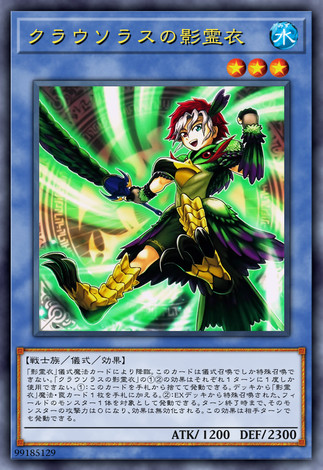 クラウソラスの影霊衣
水
【戦士族／儀式／効果】
「影霊衣」儀式魔法カードにより降臨。このカードは儀式召喚でしか特殊召喚で
きない。「クラウソラスの影霊衣」の①②の効果はそれぞれ1ターンに1度しか
使用できない。①：このカードを手札から捨てて発動できる。デッキから「影霊
衣」魔法・罠カード1枚を手札に加える。②：EXデッキから特殊召喚された、フィ
ールドのモンスター1体を対象として発動できる。ターン終了時まで、そのモ
ンスターの攻撃力は0になり、効果は無効化される。この効果は相手ターンで
も発動できる。
ATK/ 1200 DEF/2300
99185129